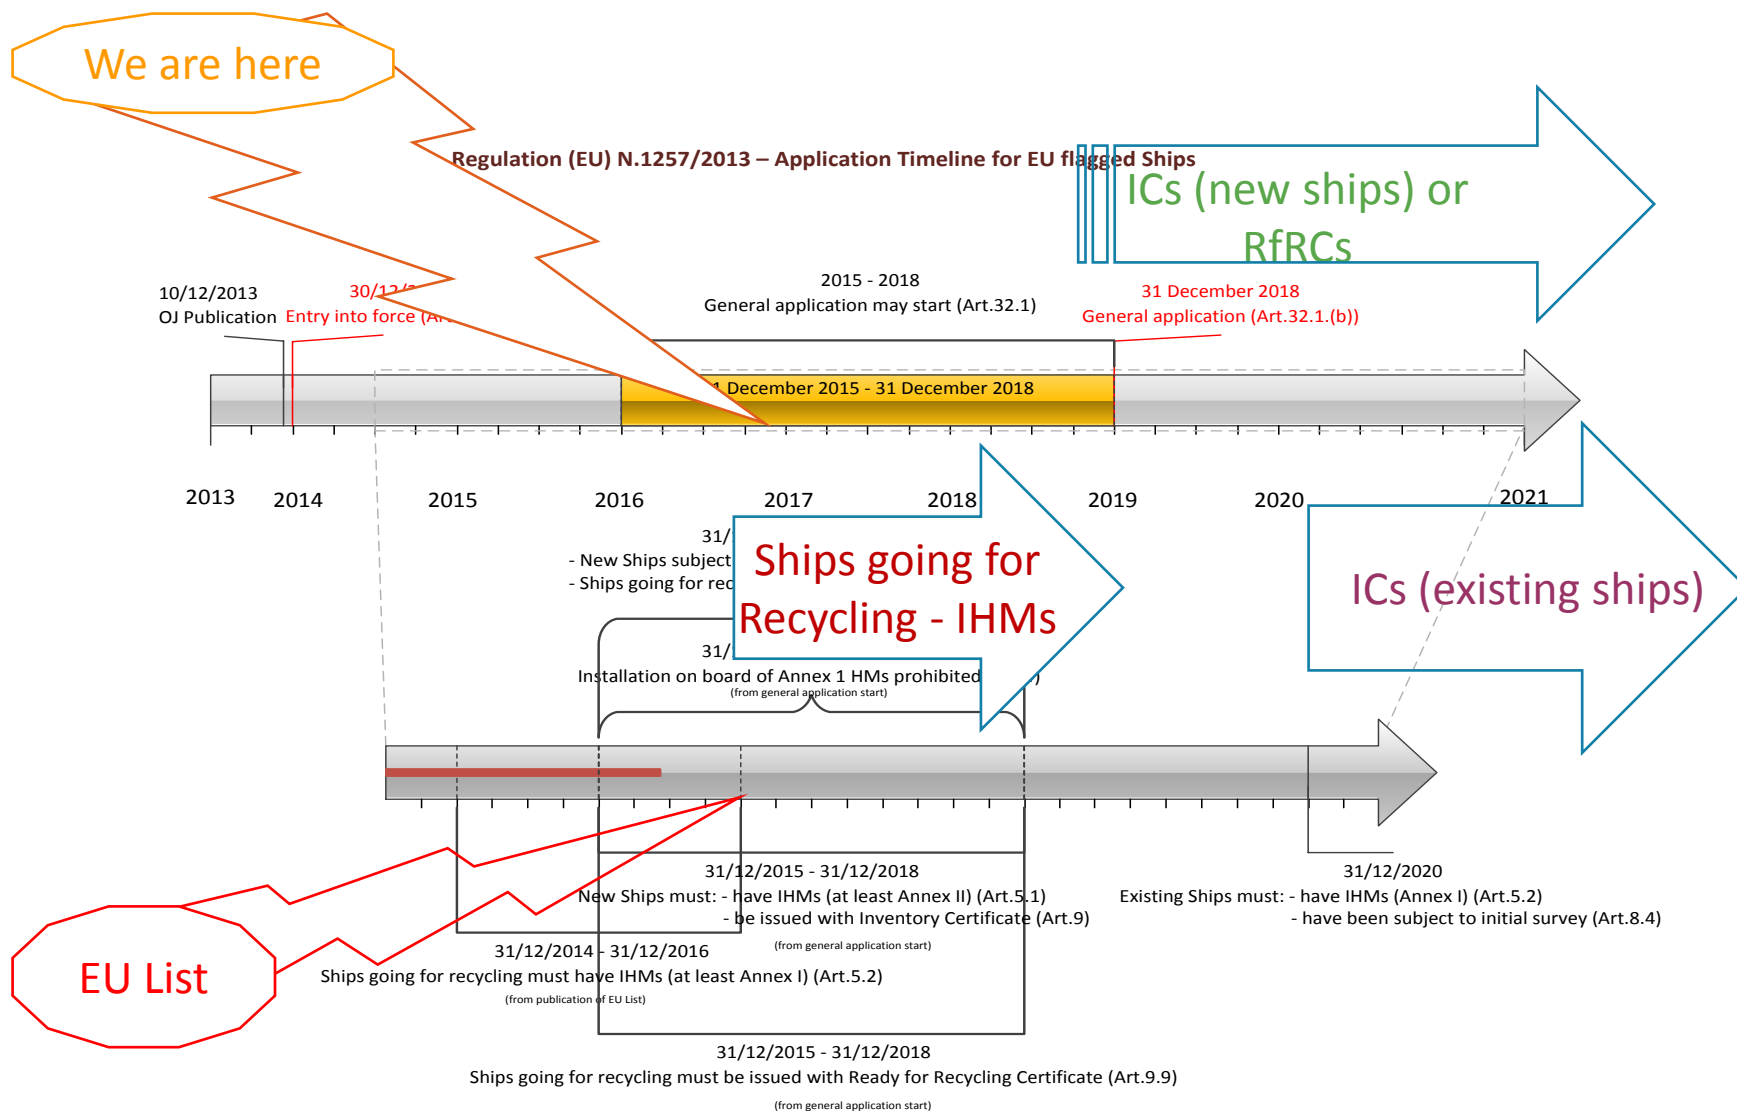 We are here
Regulation (EU) N.1257/2013 – Application Timeline for EU flagged Ships
ICs (new ships) or
RfRCs
10/12/2013
OJ Publication
30/12/
Entry into force
2015 - 2018
General application may start (Art.32.1)
31 December 2018
General application (Art.32.1.(b))
December 2015 - 31 December 2018
2013
2014
2015
2016
2017
2018
2019
2020
2021
31/
- New Ships subject
- Ships going for
Ships going for
Recycling - IHMs
ICs (existing ships)
31/
Installation on board of Annex 1 HMs prohibited
(from general application start)
31/12/2015 - 31/12/2018
New Ships must: - have IHMs (at least Annex II) (Art.5.1)
- be issued with Inventory Certificate (Art.9)
(from general application start)
31/12/2020
Existing Ships must: - have IHMs (Annex I) (Art.5.2)
- have been subject to initial survey (Art.8.4)
EU List
31/12/2014 - 31/12/2016
Ships going for recycling must have IHMs (at least Annex I) (Art.5.2)
(from publication of EU List)
31/12/2015 - 31/12/2018
Ships going for recycling must be issued with Ready for Recycling Certificate (Art.9.9)
(from general application start)